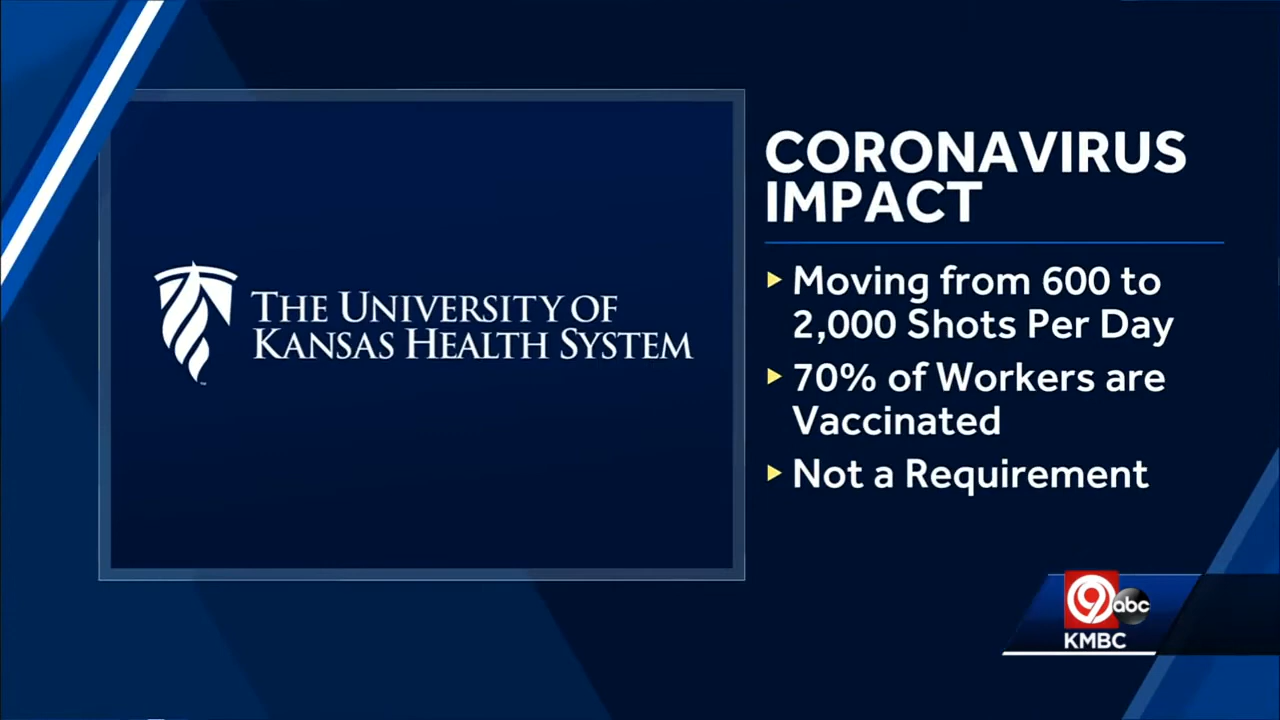 CORONAVIRUS
IMPACT
Moving from 600 to
2,000 Shots Per Day
70% of Workers are
Vaccinated
Not a Requirement
THE UNIVERSITY OF
KANSAS HEALTH SYSTEM
TM
9 abc
KMBC